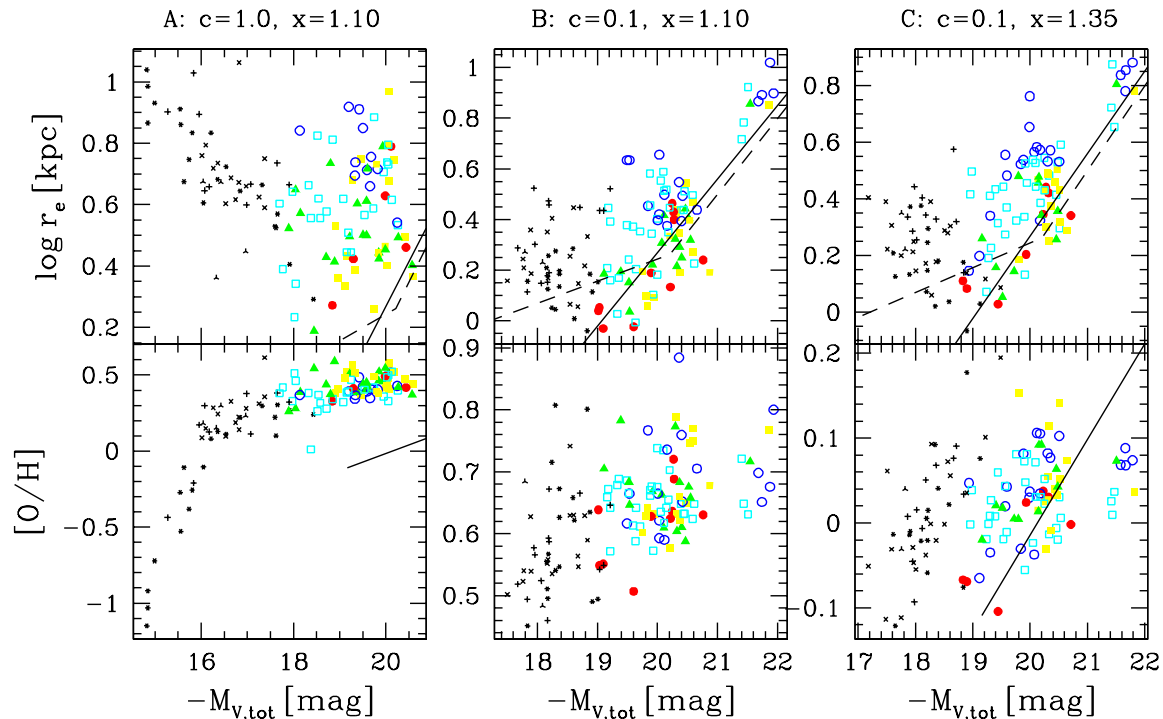 A: c=1.0, x=1.10
B: c=0.1, x=1.10
C: c=0.1, x=1.35
log r_e [kpc]
1
0.8
0.6
0.4
0.2
1
0.8
0.6
0.4
0.2
0
0.8
0.6
0.4
0.2
0
[O/H]
0.5
0
−0.5
−1
0.9
0.8
0.7
0.6
0.5
0.2
0.1
0
−0.1
16 18 20
18 19 20 21 22
17 18 19 20 21 22
−M_V,tot [mag]
−M_V,tot [mag]
−M_V,tot [mag]